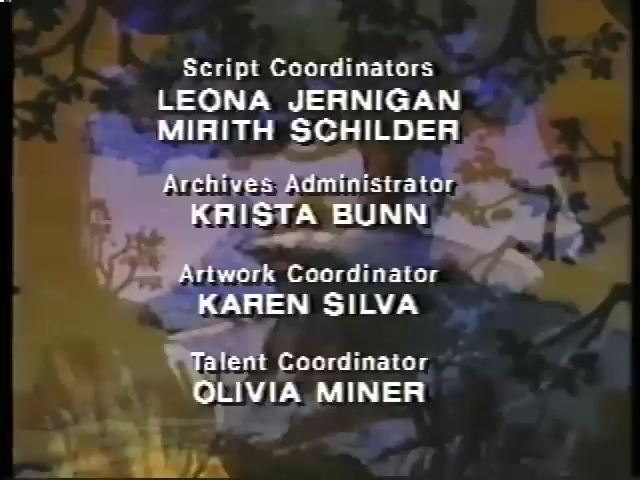 Script Coordinators
LEONA JERNIGAN
MIRITH SCHILDER
Archives Administrator
KRISTA BUNN
Artwork Coordinator
KAREN SILVA
Talent Coordinator
OLIVIA MINER